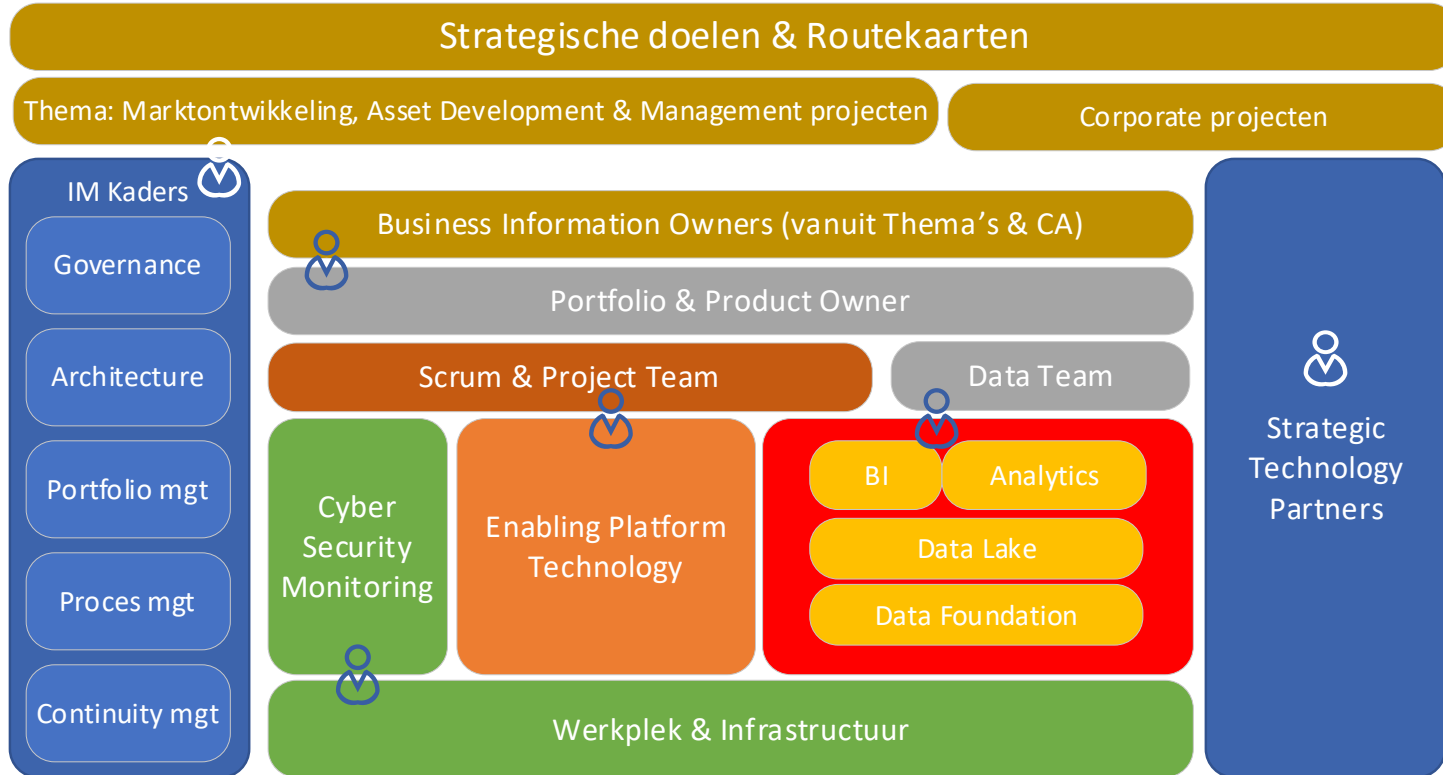 Strategische doelen & Routekaarten
Thema: Marktontwikkeling, Asset Development & Management projecten
Corporate projecten
IM Kaders
Governance
Architecture
Portfolio mgt
Proces mgt
Continuity mgt
Business Information Owners (vanuit Thema's & CA)
Portfolio & Product Owner
Scrum & Project Team
Data Team
Cyber
Security
Monitoring
Enabling Platform
Technology
BI
Analytics
Data Lake
Data Foundation
Werkplek & Infrastructuur
Strategic
Technology
Partners